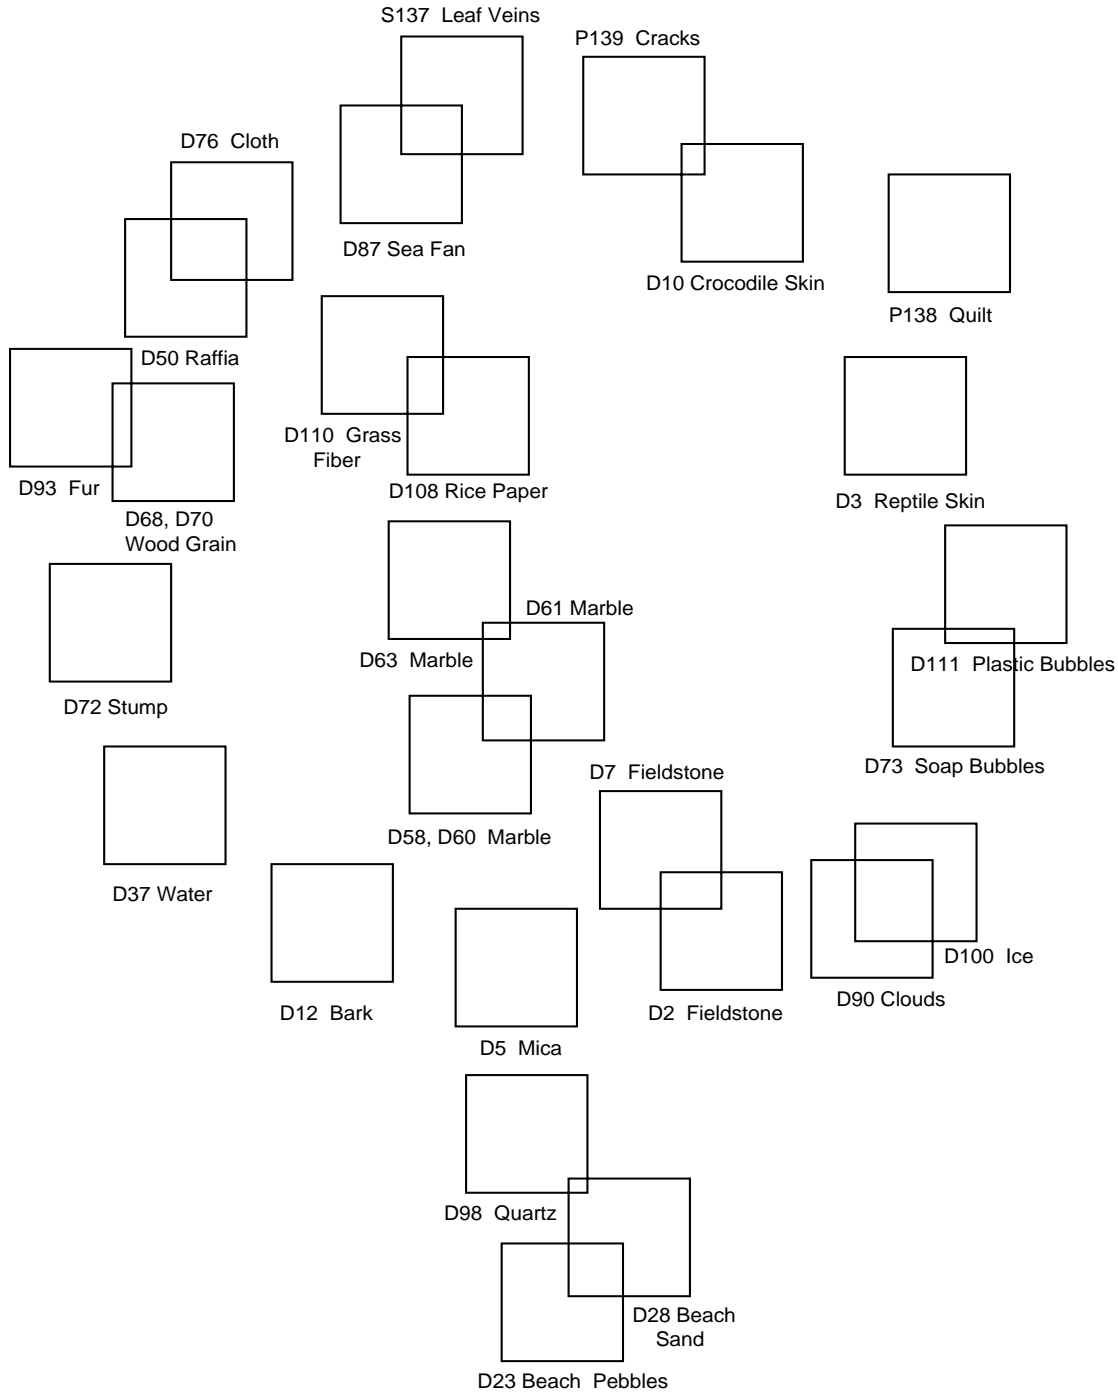 S137 Leaf Veins
P139 Cracks
D76 Cloth
D87 Sea Fan
D10 Crocodile Skin
P138 Quilt
D50 Raffia
D110 Grass
Fiber
D93 Fur
D108 Rice Paper
D3 Reptile Skin
D68, D70
Wood Grain
D61 Marble
D63 Marble
D111 Plastic Bubbles
D72 Stump
D73 Soap Bubbles
D7 Fieldstone
D58, D60 Marble
D37 Water
D100 Ice
D90 Clouds
D12 Bark
D2 Fieldstone
D5 Mica
D98 Quartz
D28 Beach
Sand
D23 Beach Pebbles